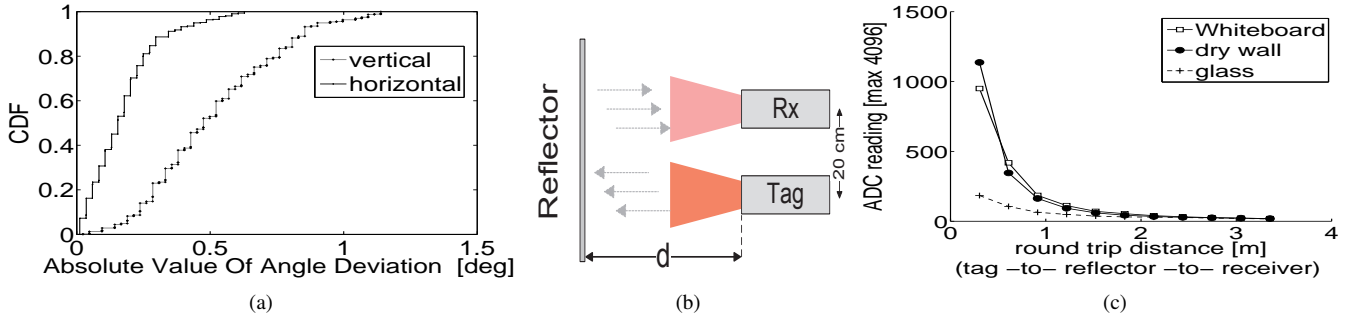 1
0.8
0.6
0.4
0.2
0
CDF
vertical
horizontal
0
0.5
1
1.5
Absolute Value Of Angle Deviation [deg]
(a)
Reflector
Rx
Tag
20 cm
d
(b)
ADC reading [max 4096]
1500
1000
500
0
Whiteboard
dry wall
glass
0
1
2
3
4
round trip distance [m]
(tag −to− reflector −to− receiver)
(c)